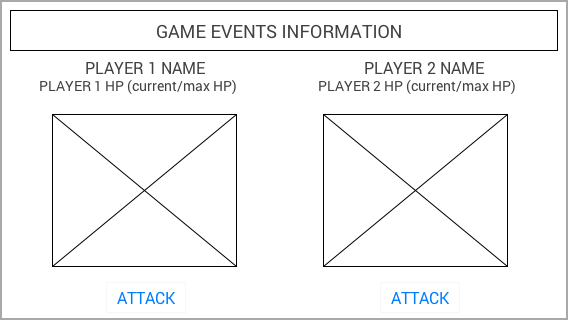 GAME EVENTS INFORMATION
PLAYER 1 NAME
PLAYER 1 HP (current/max HP)
PLAYER 2 NAME
PLAYER 2 HP (current/max HP)
ATTACK
ATTACK